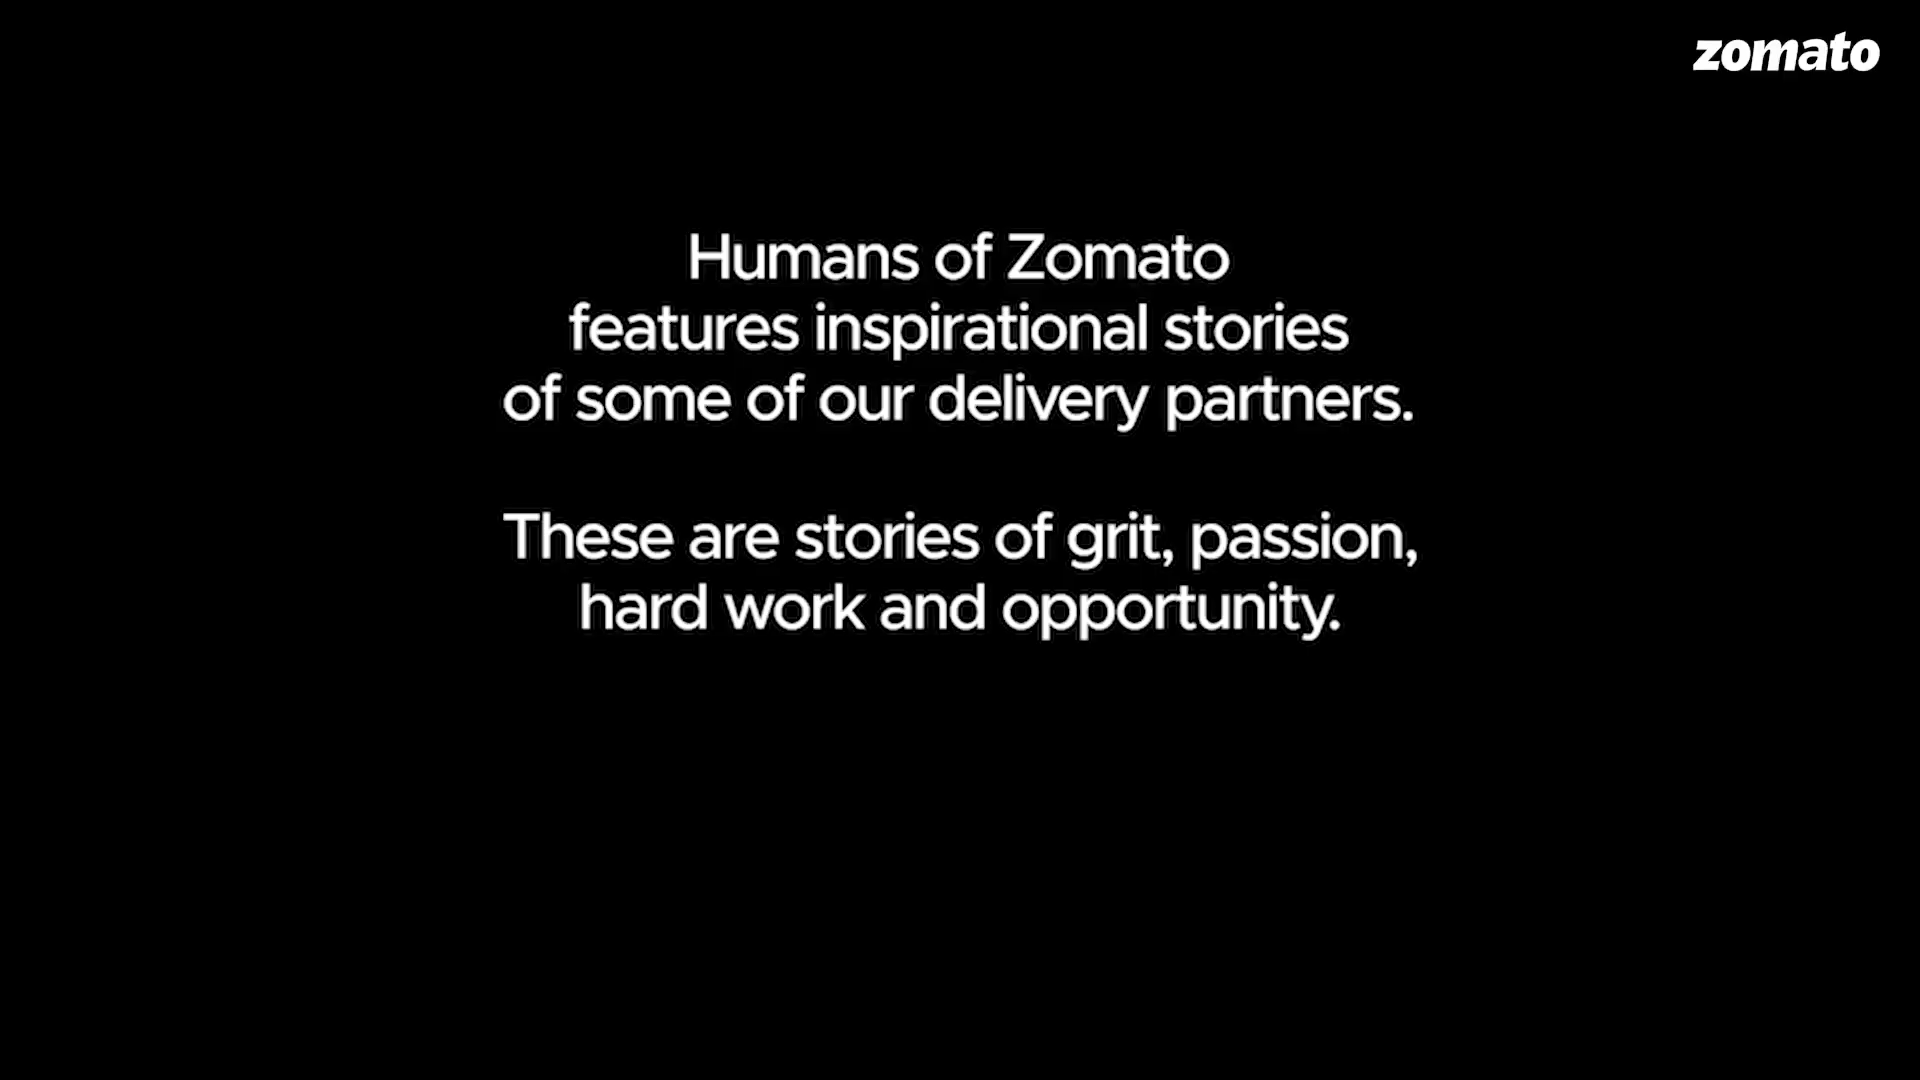 zomato
Humans of Zomato
features inspirational stories
of some of our delivery partners.
These are stories of grit, passion,
hard work and opportunity.